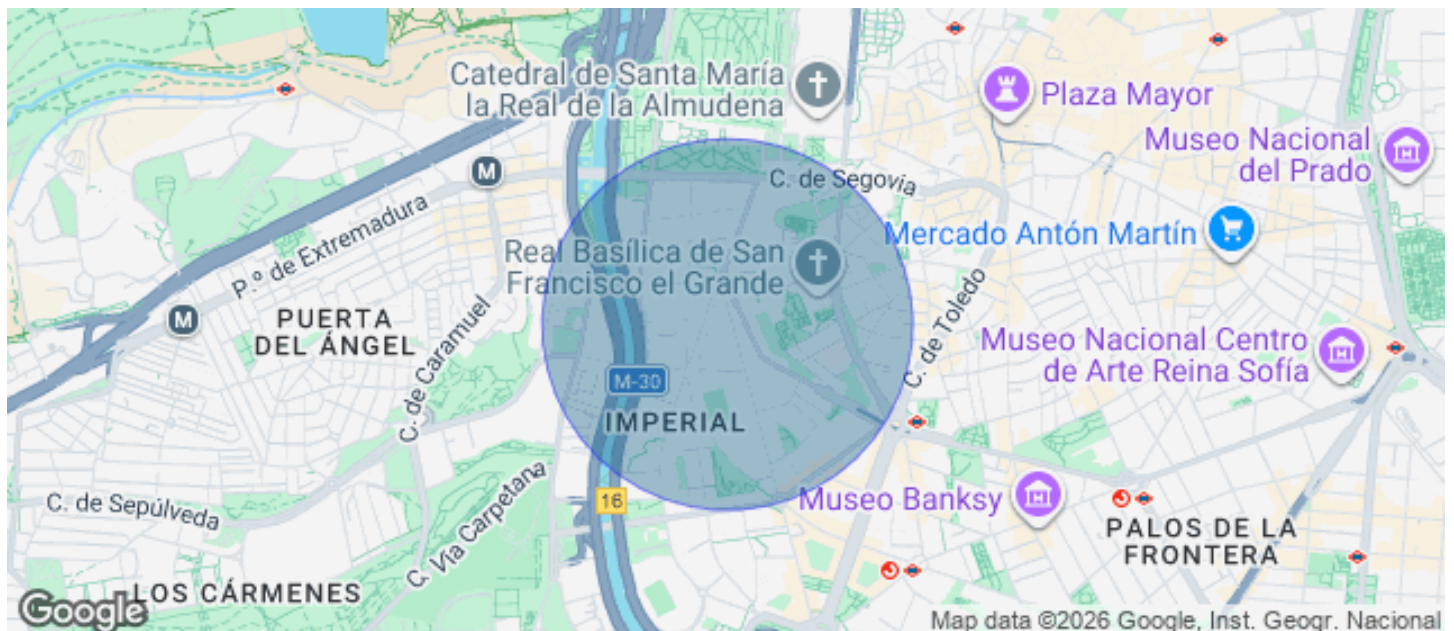 Catedral de Santa María
la Real de la Almudena
Plaza Mayor
Museo Nacional
del Prado
M
C. de Segovia
P.º de Extremadura
Real Basílica de San
Francisco el Grande
Mercado Antón Martín
M
PUERTA
DEL ÁNGEL
C. de Caramuel
C. de Toledo
Museo Nacional Centro
de Arte Reina Sofía
M-30
IMPERIAL
C. de Sepúlveda
C. Vía Carpetana
16
Museo Banksy
PALOS DE LA
FRONTERA
LOS CÁRMENES
Google
Map data ©2026 Google, Inst. Geogr. Nacional